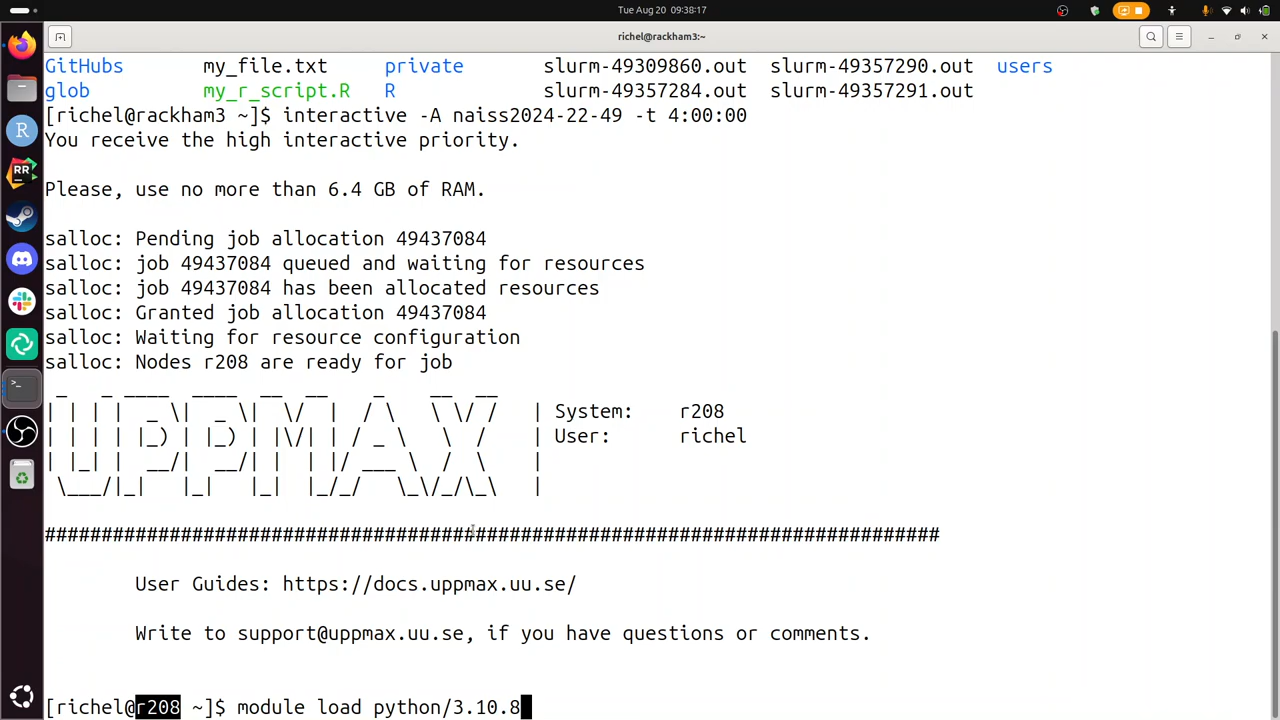 Tue Aug 20 09:38:17
richel@rackham3:~
GitHubs my_file.txt private slurm-49309860.out slurm-49357290.out users
glob my_r_script.R R slurm-49357284.out slurm-49357291.out
[richel@rackham3 ~]$ interactive -A naiss2024-22-49 -t 4:00:00
You receive the high interactive priority.
Please, use no more than 6.4 GB of RAM.
salloc: Pending job allocation 49437084
salloc: job 49437084 queued and waiting for resources
salloc: job 49437084 has been allocated resources
salloc: Granted job allocation 49437084
salloc: Waiting for resource configuration
salloc: Nodes r208 are ready for job
UPPMAX
| System: r208
| User: richel
###############################################################################
User Guides: https://docs.uppmax.uu.se/
Write to support@uppmax.uu.se, if you have questions or comments.
[richel@r208 ~]$ module load python/3.10.8